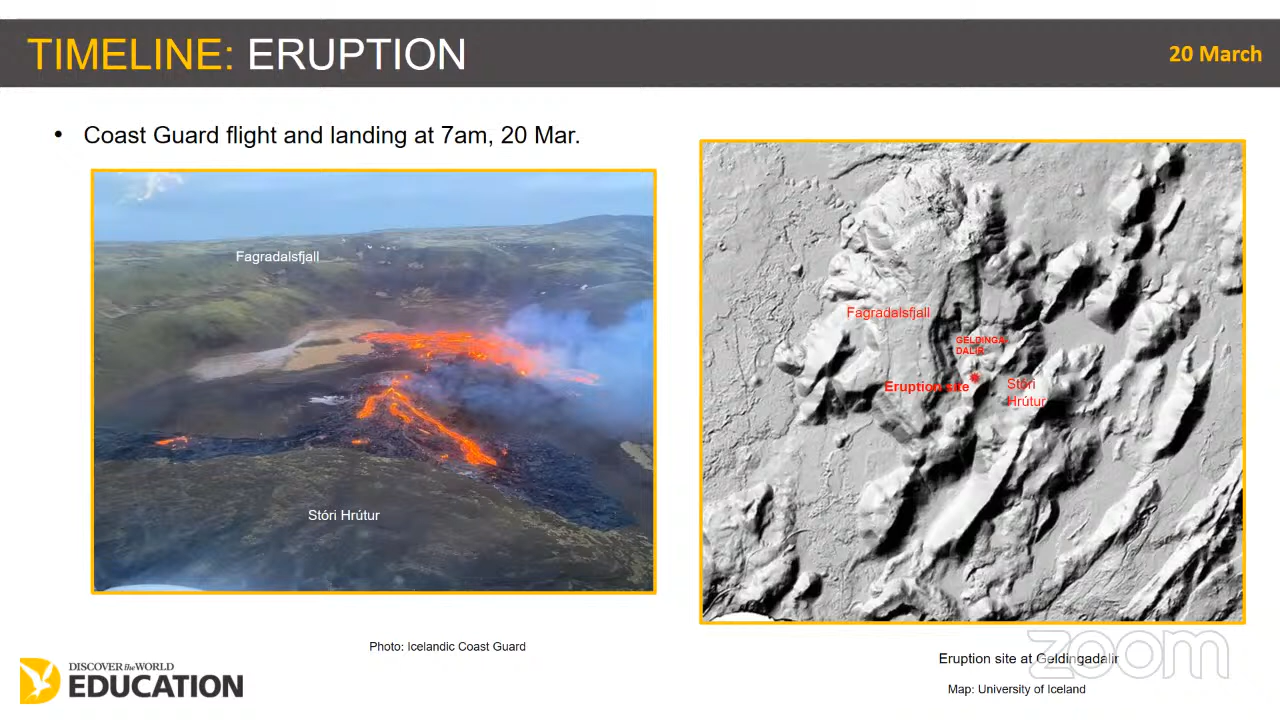 TIMELINE: ERUPTION
20 March
• Coast Guard flight and landing at 7am, 20 Mar.
Fagradalsfjall
Stóri Hrútur
Photo: Icelandic Coast Guard
Fagradalsfjall
GELDINGA
DALIR
Eruption site
Stóri
Hrútur
Eruption site at Geldingadalir
Map: University of Iceland
zoom
DISCOVER the WORLD
EDUCATION